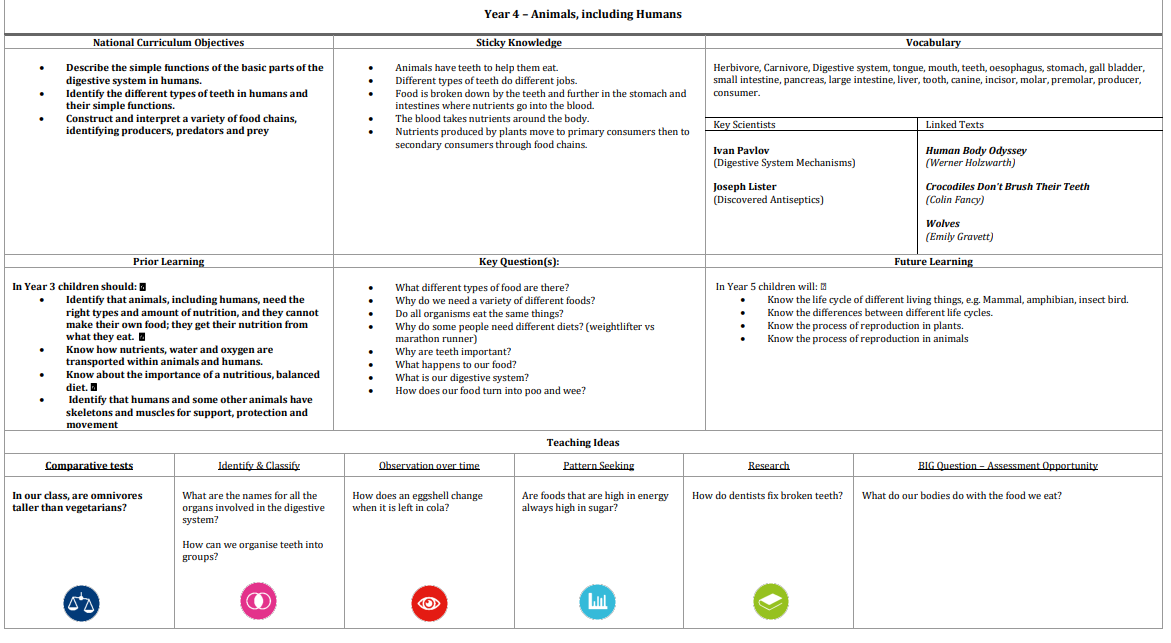 Year 4 – Animals, including Humans
National Curriculum Objectives
• Describe the simple functions of the basic parts of the
digestive system in humans.
• Identify the different types of teeth in humans and
their simple functions.
• Construct and interpret a variety of food chains,
identifying producers, predators and prey
Sticky Knowledge
• Animals have teeth to help them eat.
• Different types of teeth do different jobs.
• Food is broken down by the teeth and further in the stomach and
intestines where nutrients go into the blood.
• The blood takes nutrients around the body.
• Nutrients produced by plants move to primary consumers then to
secondary consumers through food chains.
Vocabulary
Herbivore, Carnivore, Digestive system, tongue, mouth, teeth, oesophagus, stomach, gall bladder,
small intestine, pancreas, large intestine, liver, tooth, canine, incisor, molar, premolar, producer,
consumer.
Key Scientists
Ivan Pavlov
(Digestive System Mechanisms)
Joseph Lister
(Discovered Antiseptics)
Linked Texts
Human Body Odyssey
(Werner Holzwarth)
Crocodiles Don't Brush Their Teeth
(Colin Fancy)
Wolves
(Emily Gravett)
Prior Learning
In Year 3 children should:
• Identify that animals, including humans, need the
right types and amount of nutrition, and they cannot
make their own food; they get their nutrition from
what they eat.
• Know how nutrients, water and oxygen are
transported within animals and humans.
• Know about the importance of a nutritious, balanced
diet.
• Identify that humans and some other animals have
skeletons and muscles for support, protection and
movement
Key Question(s):
• What different types of food are there?
• Why do we need a variety of different foods?
• Do all organisms eat the same things?
• Why do some people need different diets? (weightlifter vs
marathon runner)
• Why are teeth important?
• What happens to our food?
• What is our digestive system?
• How does our food turn into poo and wee?
Future Learning
In Year 5 children will:
• Know the life cycle of different living things, e.g. Mammal, amphibian, insect bird.
• Know the differences between different life cycles.
• Know the process of reproduction in plants.
• Know the process of reproduction in animals
Teaching Ideas
Comparative tests
In our class, are omnivores
taller than vegetarians?
Identify & Classify
What are the names for all the
organs involved in the digestive
system?
How can we organise teeth into
groups?
Observation over time
How does an eggshell change
when it is left in cola?
Pattern Seeking
Are foods that are high in energy
always high in sugar?
Research
How do dentists fix broken teeth?
BIG Question – Assessment Opportunity
What do our bodies do with the food we eat?